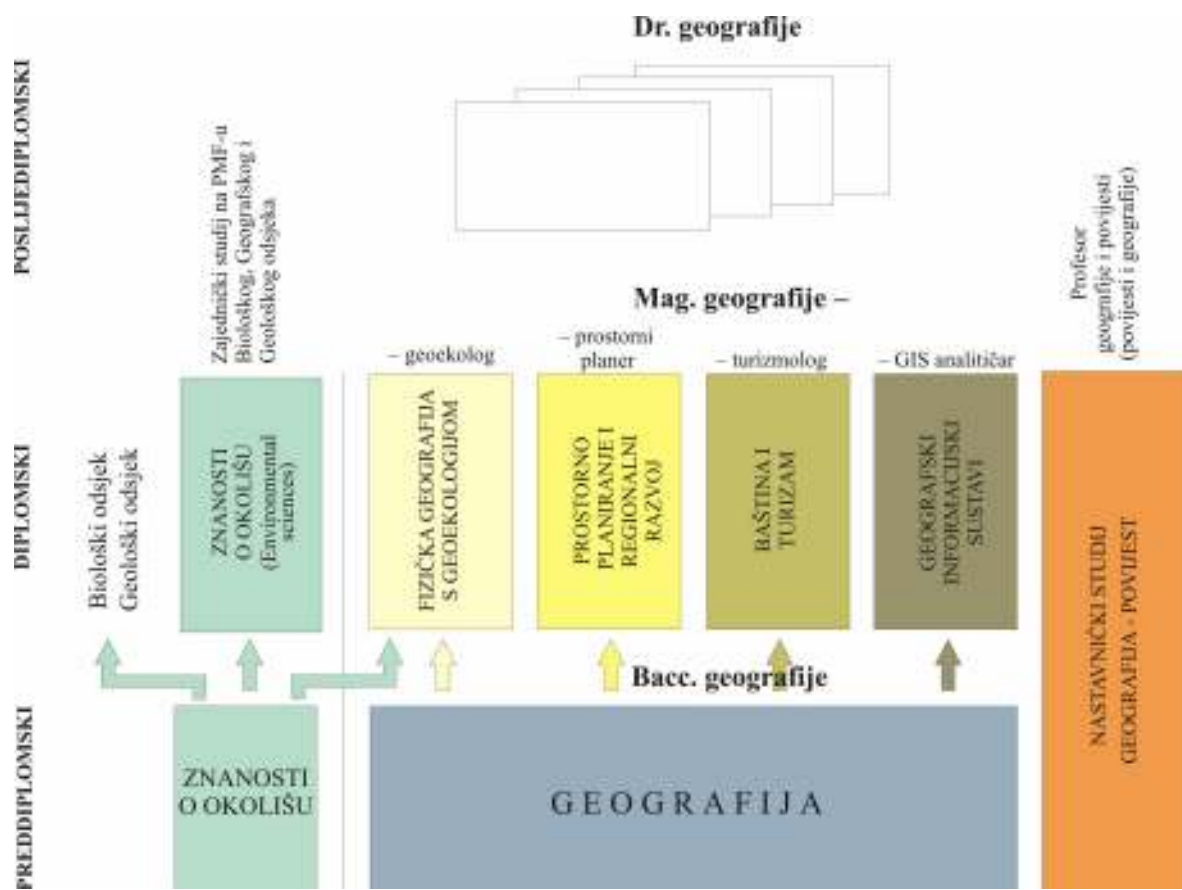 Dr. geografije
POSLIJEDIPLOMSKI
Zajednički studij na PMF-u
Biološkog, Geografskog i
Geološkog odsjeka
Profesor
geografije i povijesti
(povijesti i geografije)
Mag. geografije –
– geoekolog
– prostorni
planer
– turizmolog
– GIS analitičar
DIPLOMSKI
Biološki odsjek
Geološki odsjek
ZNANOSTI
O OKOLIŠU
(Environmental
sciences)
FIZIČKA GEOGRAFIJA
S GEOEKOLOGIJOM
PROSTORNO
PLANIRANJE I
REGIONALNI
RAZVOJ
BAŠTINA I
TURIZAM
GEOGRAFSKI
INFORMACIJSKI
SUSTAVI
NASTAVNIČKI STUDIJ
GEOGRAFIJA - POVIJEST
Bacc. geografije
PREDDIPLOMSKI
ZNANOSTI
O OKOLIŠU
GEOGRAFIJA